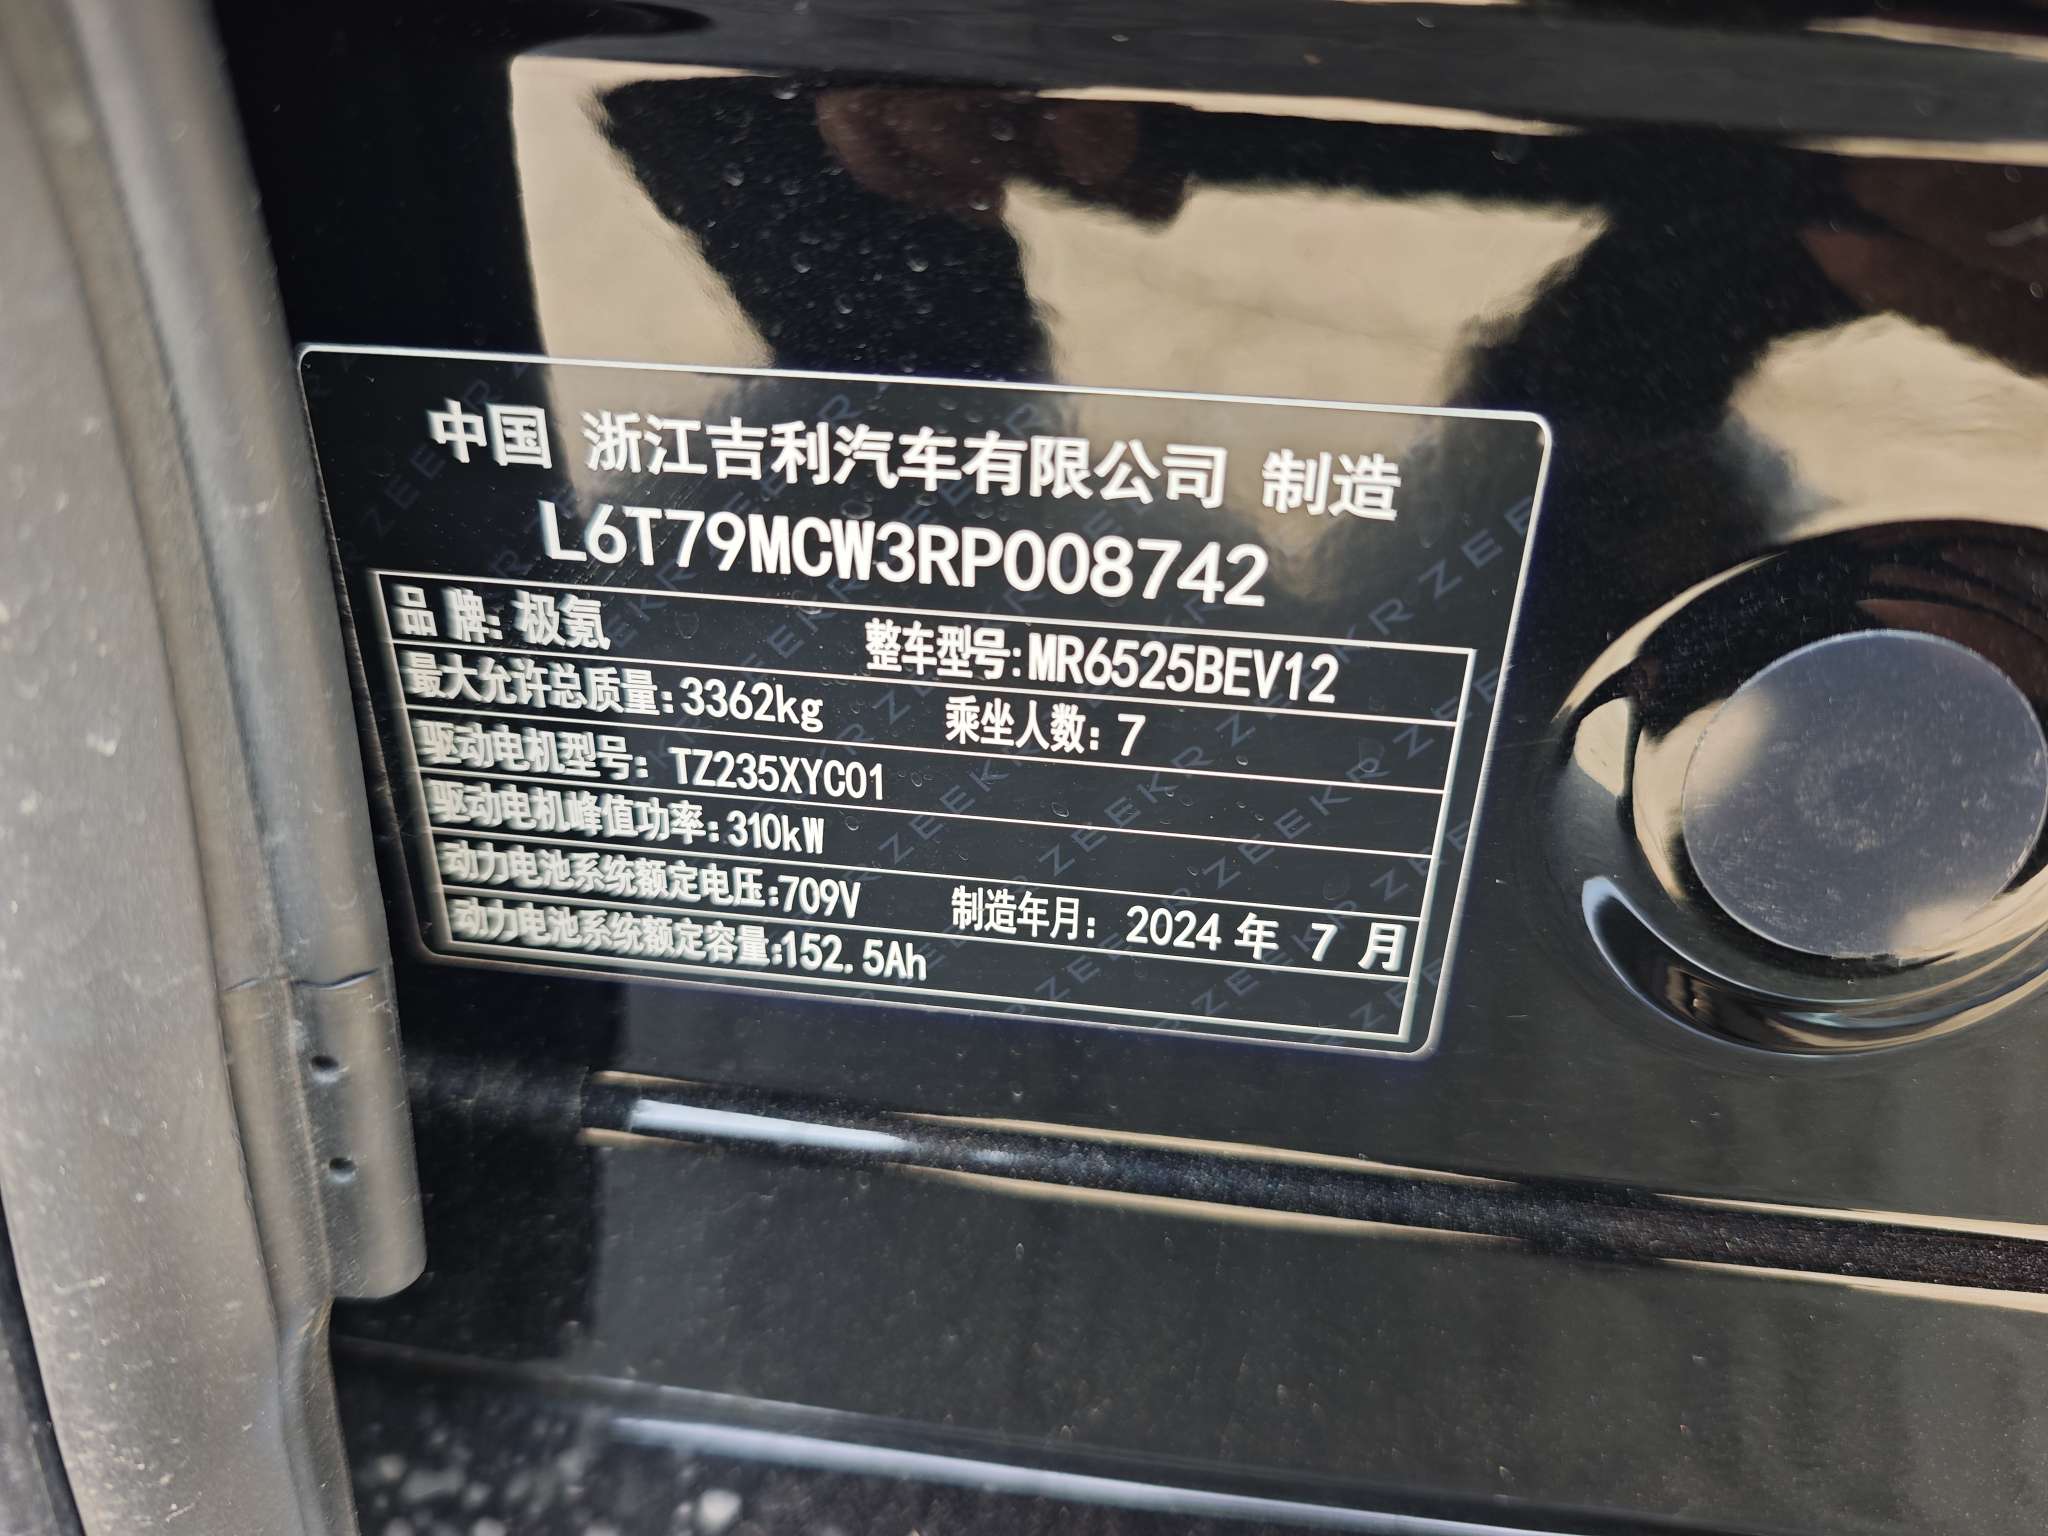 中国 浙江吉利汽车有限公司 制造
L6T79MCW3RP008742
品 牌: 极氪 整车型号: MR6525BEV12
最大允许总质量: 3362kg 乘坐人数: 7
驱动电机型号: TZ235XYC01
驱动电机峰值功率: 310kW
动力电池系统额定电压: 709V 制造年月: 2024 年 7 月
动力电池系统额定容量: 152.5Ah
ZEEKR ZEEKR ZEEKR